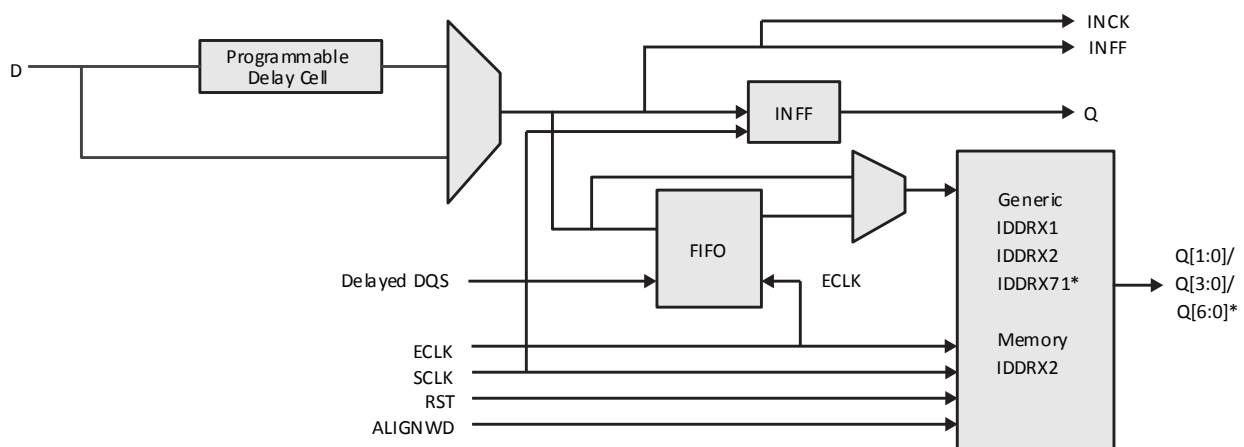 INCK
INFF
D
Programmable
Delay Cell
INFF
Q
Generic
IDDRX1
IDDRX2
IDDRX71*
Memory
IDDRX2
FIFO
Delayed DQS
ECLK
ECLK
SCLK
RST
ALIGNWD
Q[1:0]/
Q[3:0]/
Q[6:0]*